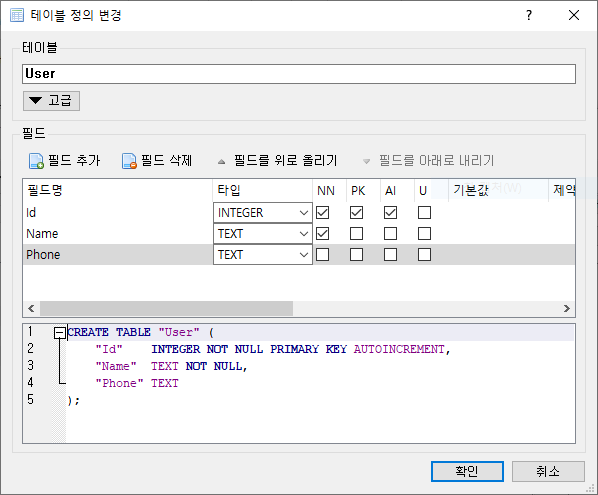 테이블 정의 변경
테이블
User
고급
필드
필드 추가 필드 삭제 필드를 위로 올리기 필드를 아래로 내리기
필드명 타입 NN PK AI U 기본값 제약
Id INTEGER
Name TEXT
Phone TEXT
1 CREATE TABLE "User" (
2 "Id" INTEGER NOT NULL PRIMARY KEY AUTOINCREMENT,
3 "Name" TEXT NOT NULL,
4 "Phone" TEXT
5 );
확인 취소